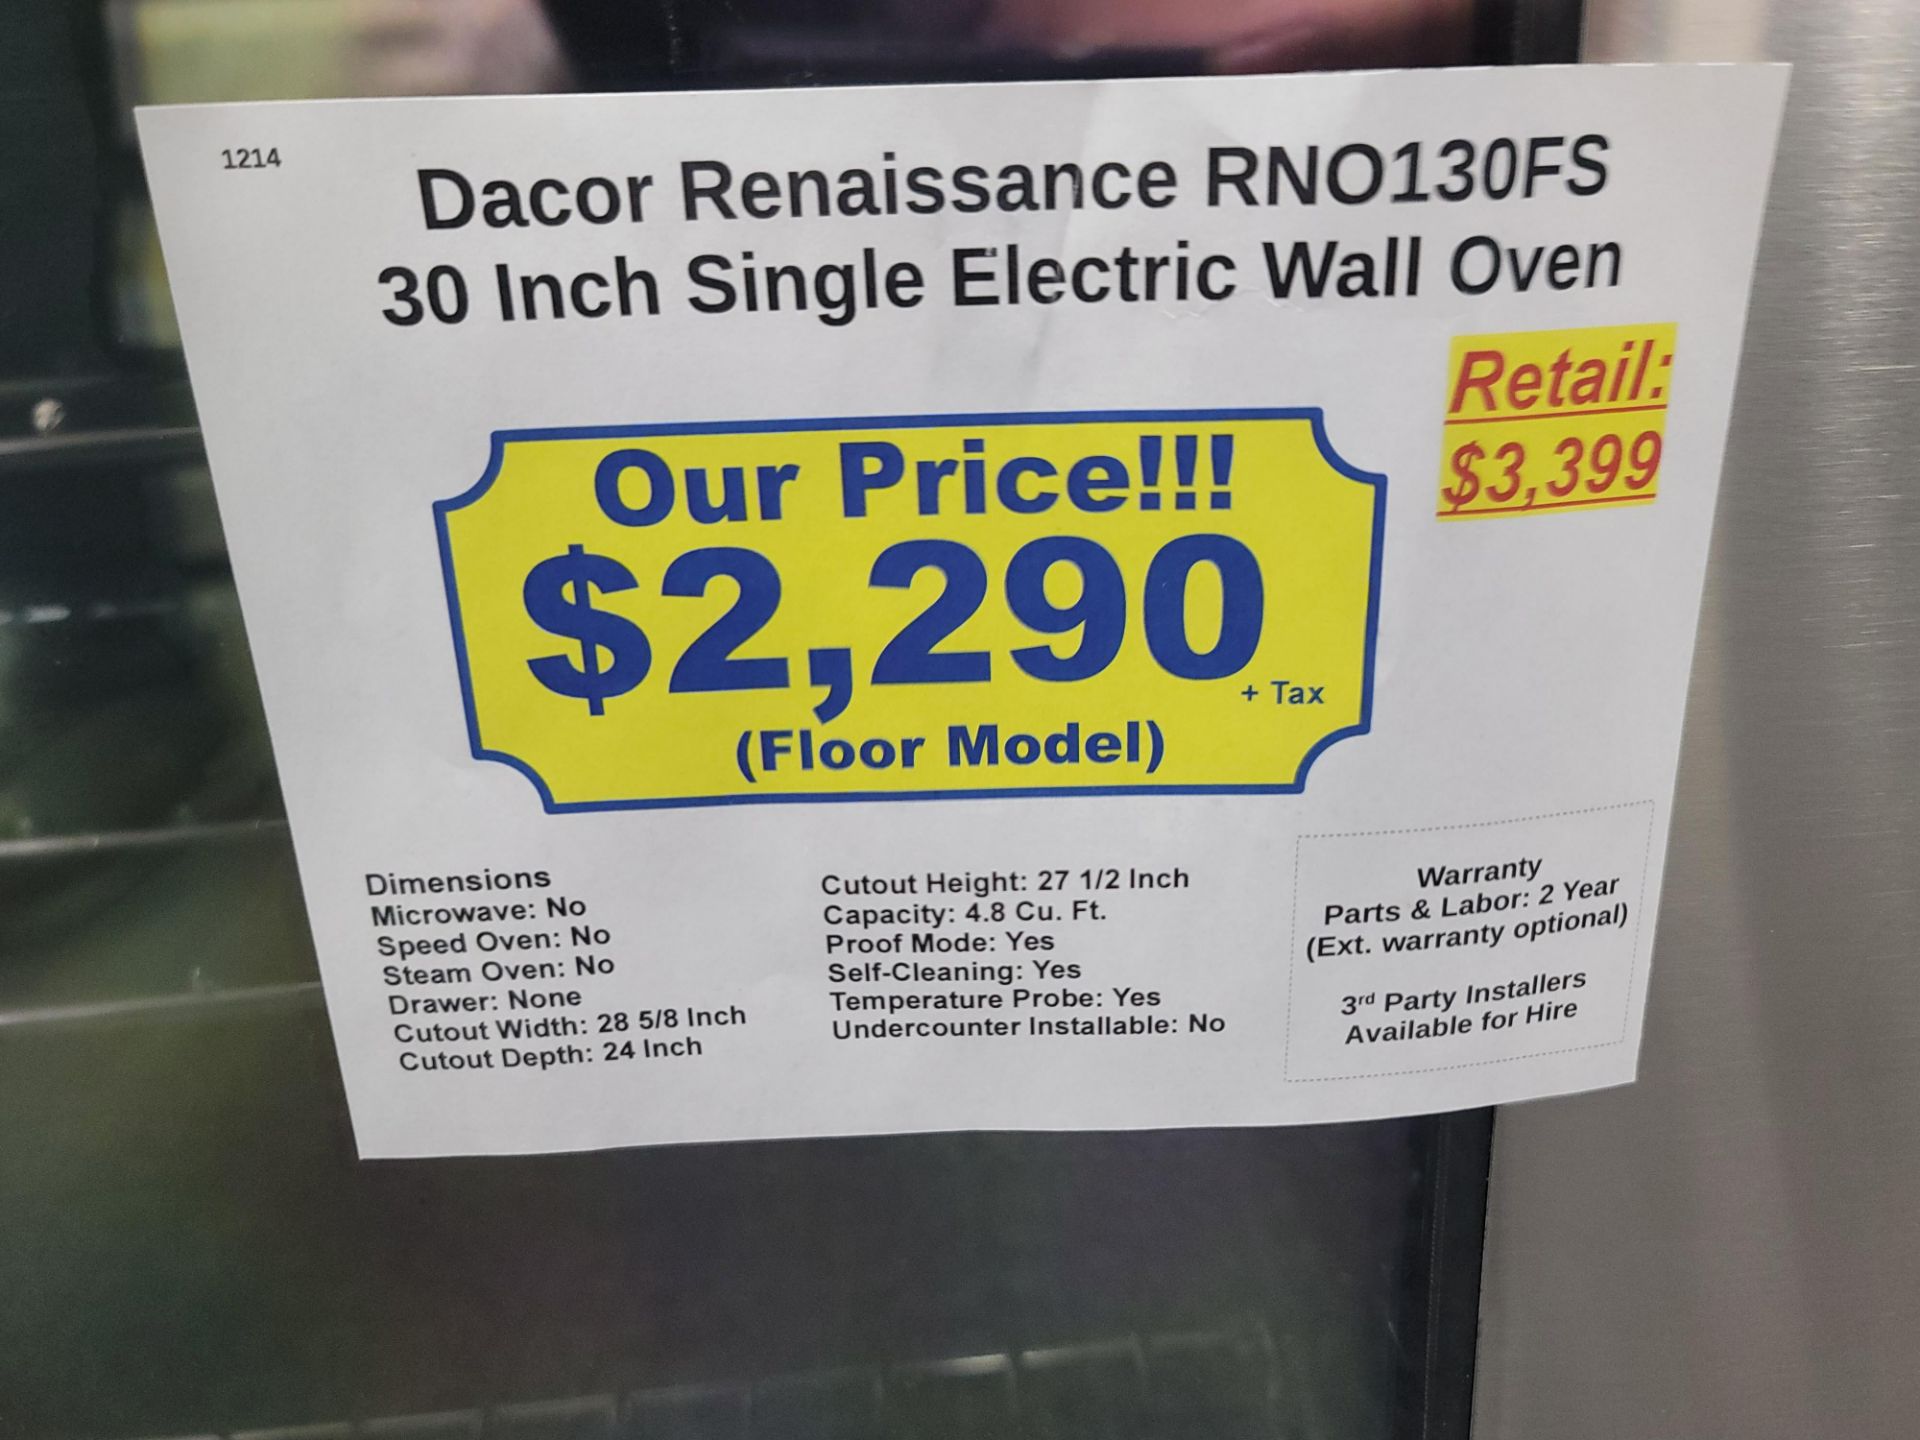 1214
Dacor Renaissance RNO130FS
30 Inch Single Electric Wall Oven
Retail:
$3,399
Our Price!!!
$2,290
+ Tax
(Floor Model)
Dimensions
Microwave: No
Speed Oven: No
Steam Oven: No
Drawer: None
Cutout Width: 28 5/8 Inch
Cutout Depth: 24 Inch
Cutout Height: 27 1/2 Inch
Capacity: 4.8 Cu. Ft.
Proof Mode: Yes
Self-Cleaning: Yes
Temperature Probe: Yes
Undercounter Installable: No
Warranty
Parts & Labor: 2 Year
(Ext. warranty optional)
3rd Party Installers
Available for Hire